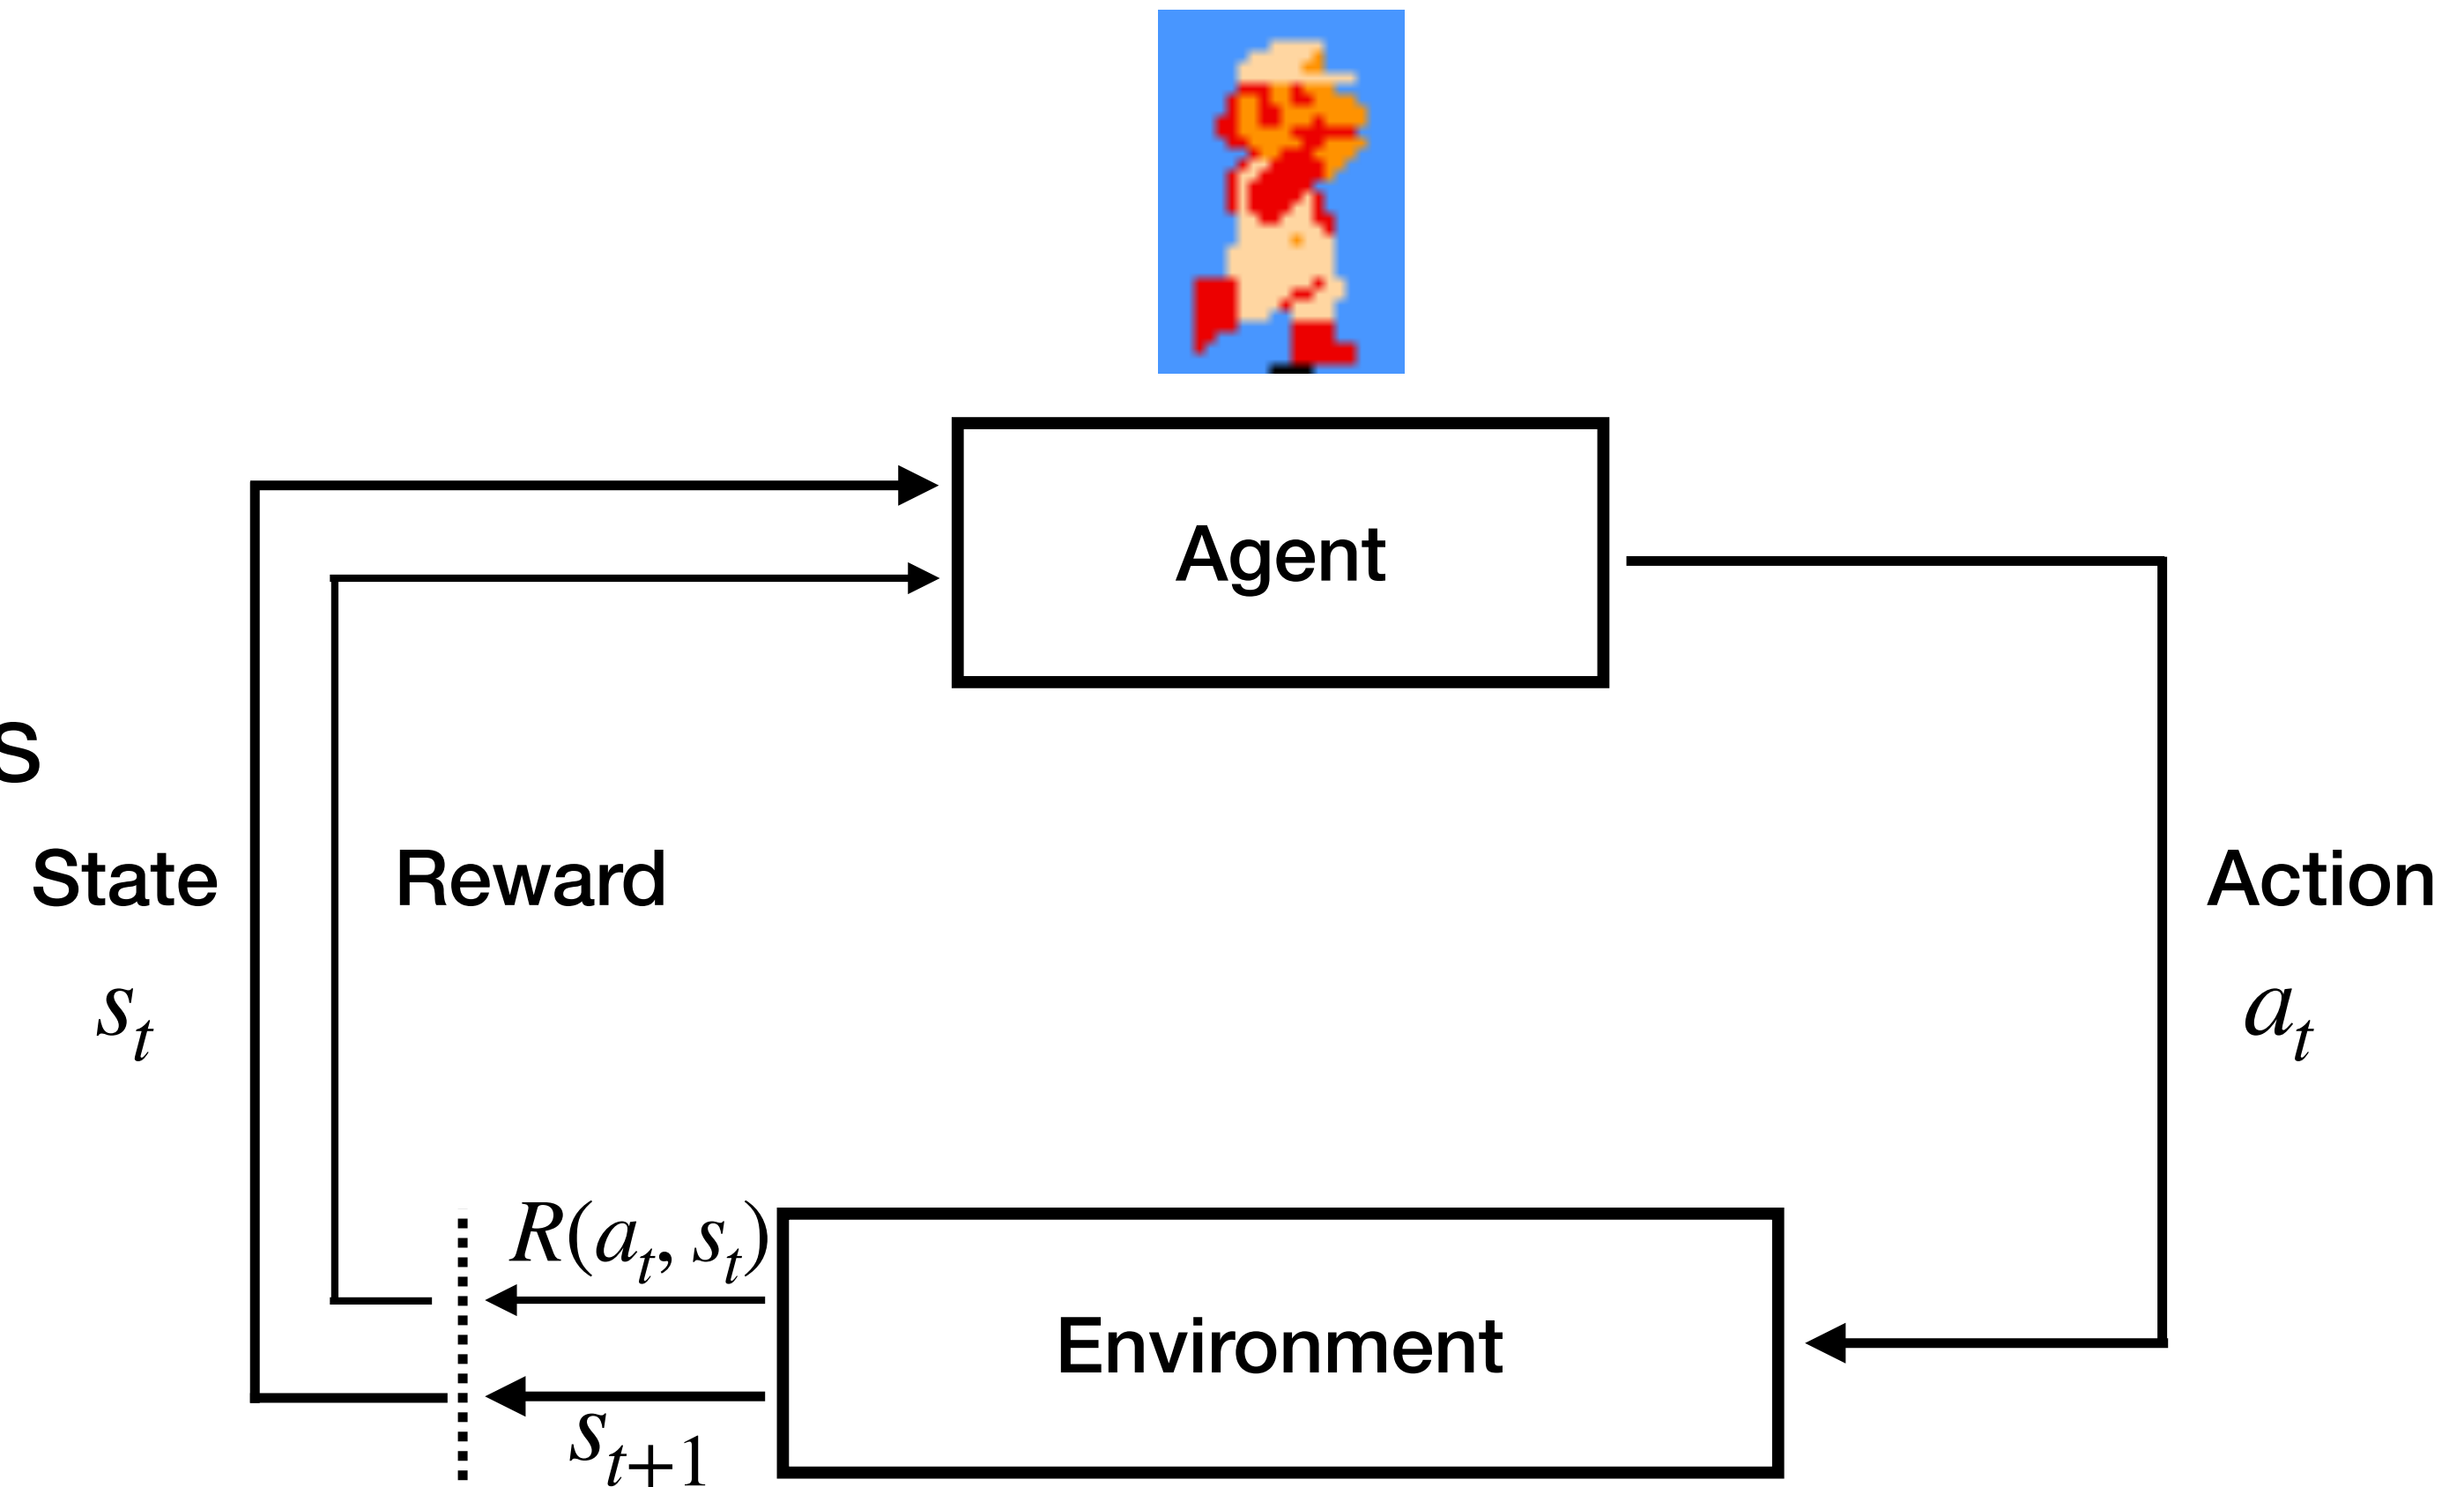 Agent
S
State
Reward
Action
s_t
a_t
R(a_t, s_t)
Environment
s_{t+1}